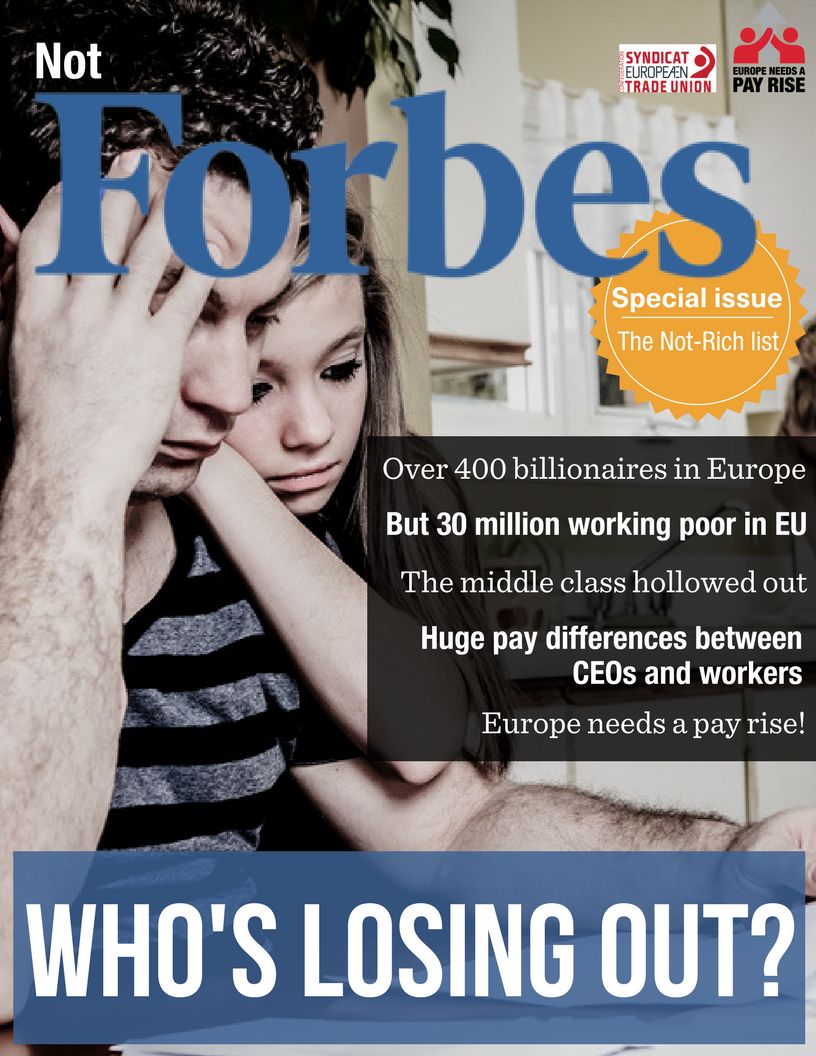 Not
Forbes
CONFEDERATION
SYNDICAT
EUROPEÆN
TRADE UNION
EUROPE NEEDS A
PAY RISE
Special issue
The Not-Rich list
Over 400 billionaires in Europe
But 30 million working poor in EU
The middle class hollowed out
Huge pay differences between
CEOs and workers
Europe needs a pay rise!
WHO'S LOSING OUT?